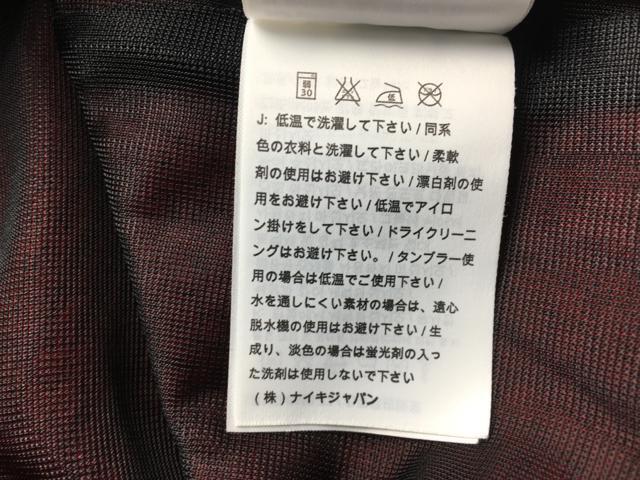 弱
30
低
J: 低温で洗濯して下さい / 同系
色の衣料と洗濯して下さい / 柔軟
剤の使用はお避け下さい / 漂白剤の使
用をお避け下さい / 低温でアイロ
ン掛けをして下さい / ドライクリーニ
ングはお避け下さい。 / タンブラー使
用の場合は低温でご使用下さい /
水を通しにくい素材の場合は、遠心
脱水機の使用はお避け下さい / 生
成り、淡色の場合は蛍光剤の入っ
た洗剤は使用しないで下さい
(株) ナイキジャパン